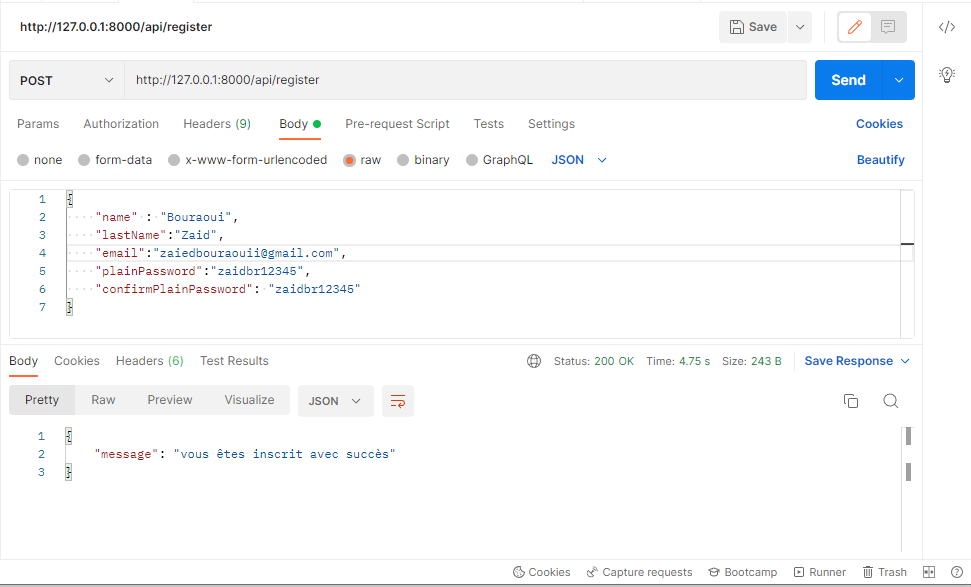 http://127.0.0.1:8000/api/register
Save
POST http://127.0.0.1:8000/api/register Send
Params Authorization Headers (9) Body Pre-request Script Tests Settings Cookies
none form-data x-www-form-urlencoded raw binary GraphQL JSON Beautify
1 {
2 "name" : "Bouraoui",
3 "lastName":"Zaid",
4 "email":"zaiedbouraouii@gmail.com",
5 "plainPassword":"zaidbr12345",
6 "confirmPlainPassword": "zaidbr12345"
7 }
Body Cookies Headers (6) Test Results Status: 200 OK Time: 4.75 s Size: 243 B Save Response
Pretty Raw Preview Visualize JSON
1 {
2 "message": "vous êtes inscrit avec succès"
3 }
Cookies Capture requests Bootcamp Runner Trash